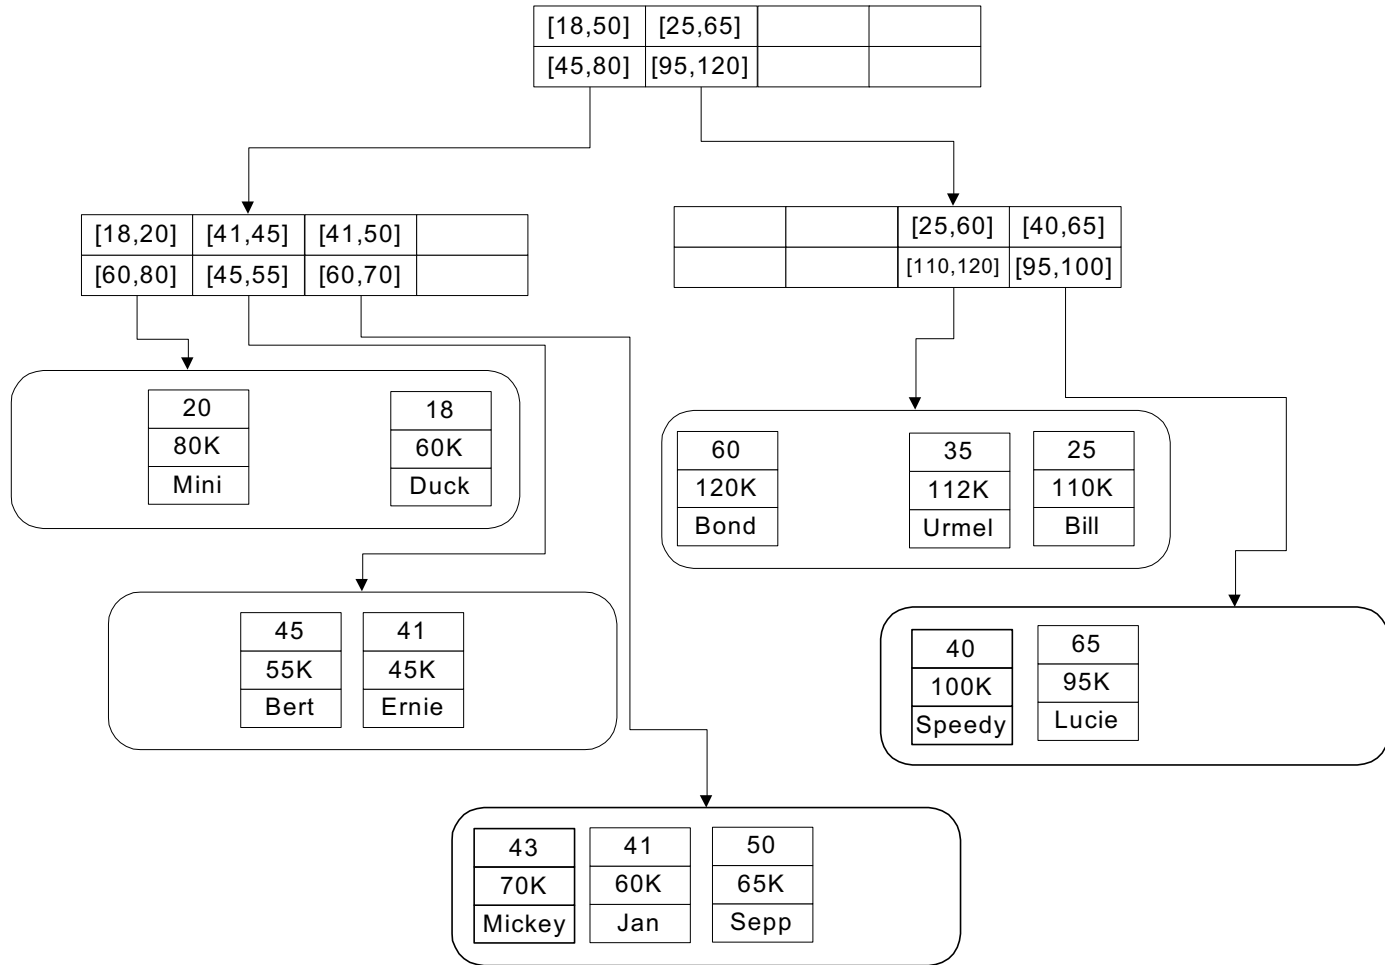 [18,50] [25,65]
[45,80] [95,120]
[18,20] [41,45] [41,50]
[60,80] [45,55] [60,70]
[25,60] [40,65]
[110,120] [95,100]
20
80K
Mini
18
60K
Duck
60
120K
Bond
35
112K
Urmel
25
110K
Bill
45
55K
Bert
41
45K
Ernie
40
100K
Speedy
65
95K
Lucie
43
70K
Mickey
41
60K
Jan
50
65K
Sepp